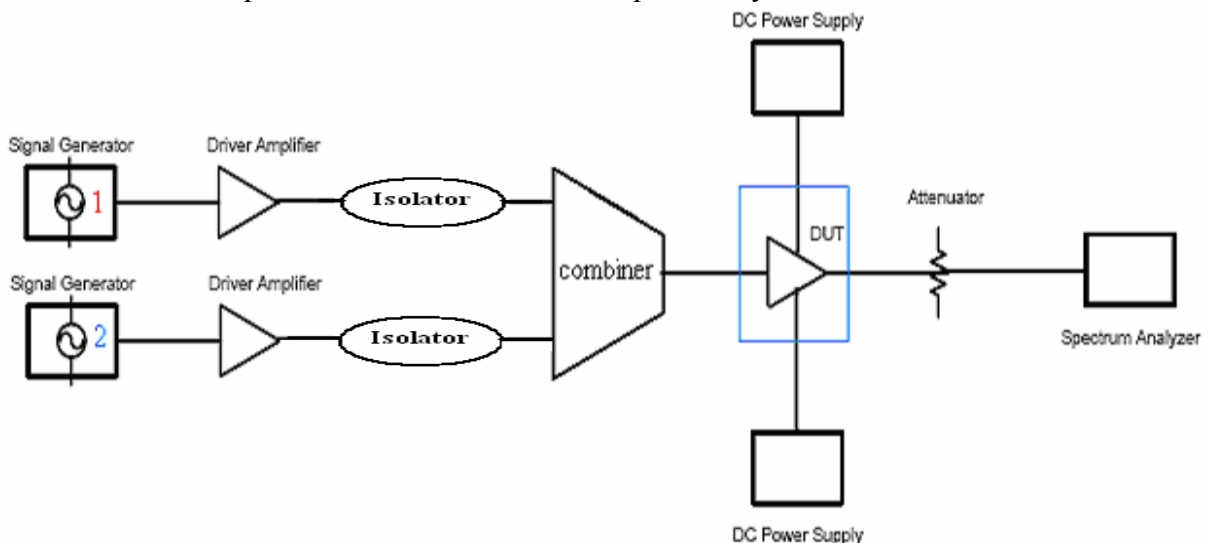 DC Power Supply
Signal Generator
Driver Amplifier
1
Isolator
Attenuator
DUT
combiner
Signal Generator
Driver Amplifier
2
Isolator
Spectrum Analyzer
DC Power Supply